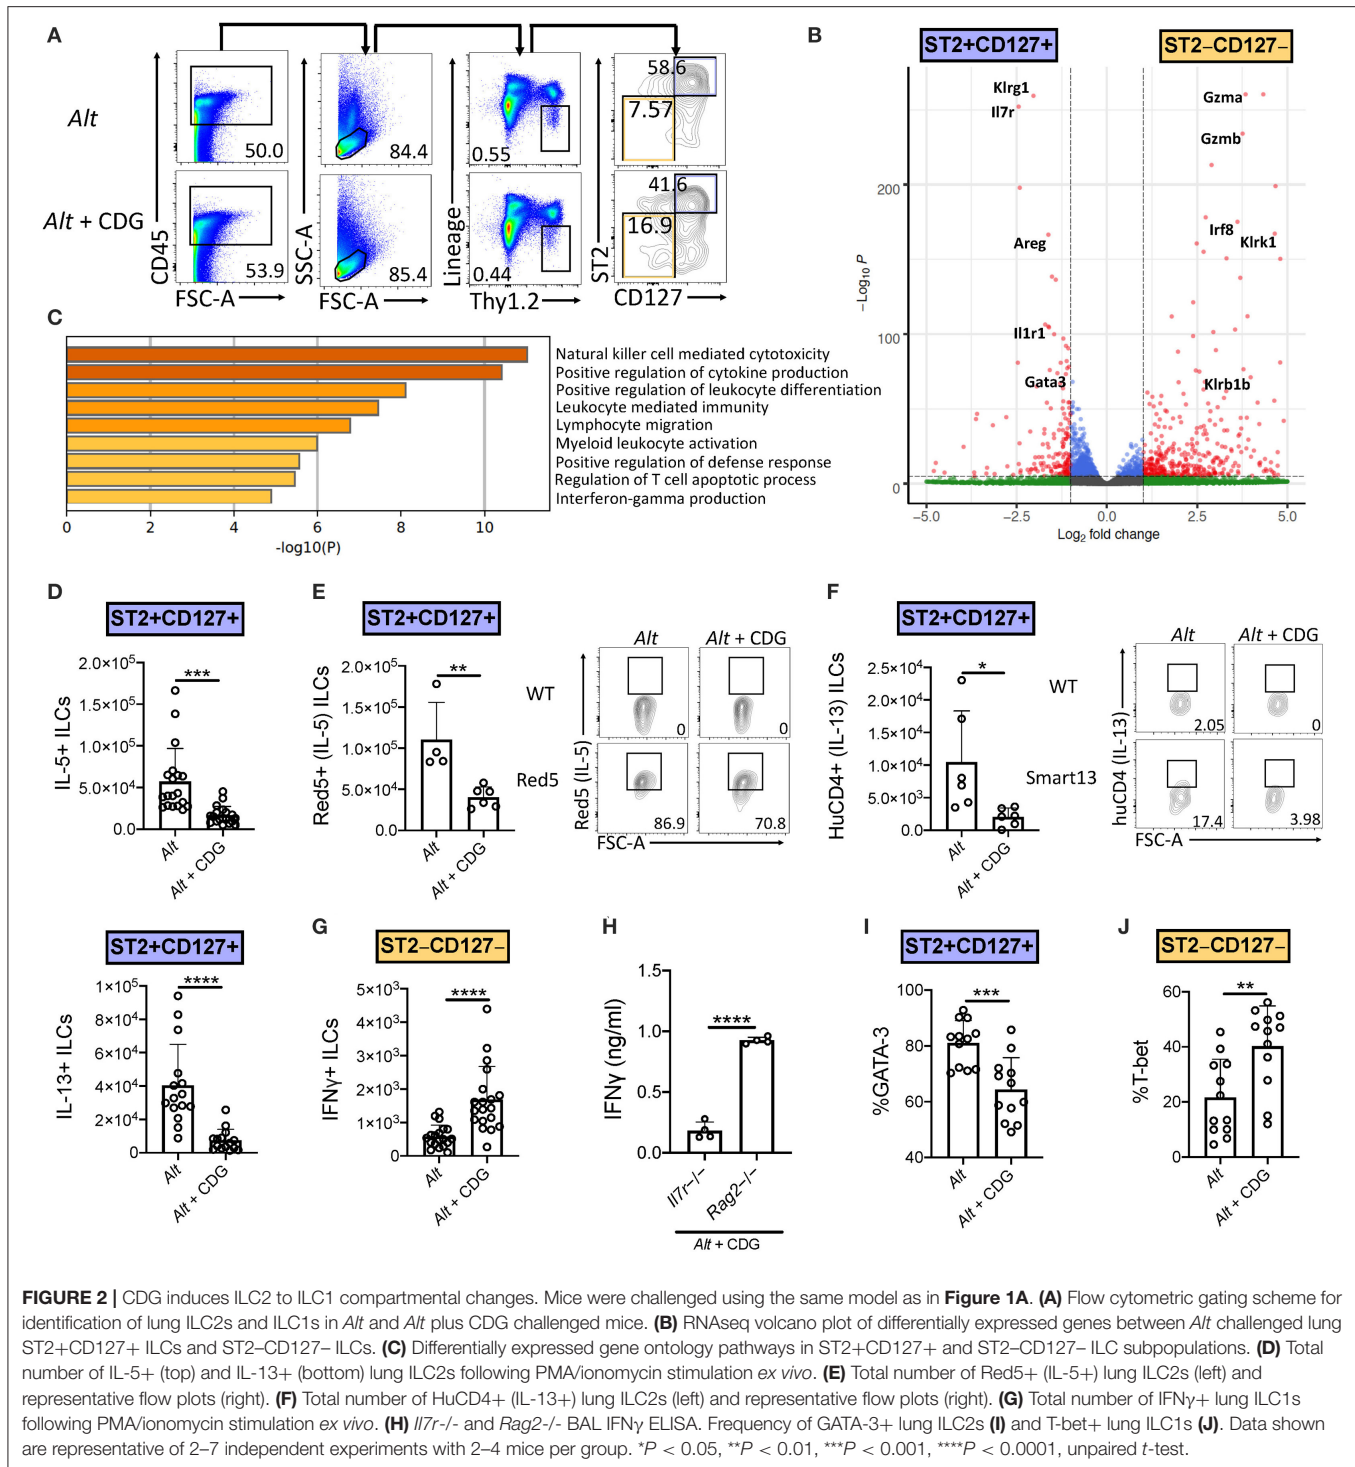 A
Alt
Alt + CDG
CD45
50.0
53.9
FSC-A
SSC-A
84.4
85.4
FSC-A
Lineage
0.55
0.44
Thy1.2
ST2
58.6
7.57
41.6
16.9
CD127
B
ST2+CD127+
ST2–CD127-
–Log10 P
200
100
0
Klrg1
Il7r
Areg
Il1r1
Gata3
Gzma
Gzmb
Irf8
Klrk1
Klrb1b
−5.0
−2.5
0.0
2.5
5.0
Log2 fold change
C
Natural killer cell mediated cytotoxicity
Positive regulation of cytokine production
Positive regulation of leukocyte differentiation
Leukocyte mediated immunity
Lymphocyte migration
Myeloid leukocyte activation
Positive regulation of defense response
Regulation of T cell apoptotic process
Interferon-gamma production
0 2 4 6 8 10
-log10(P)
D
ST2+CD127+
IL-5+ ILCs
2.0×10⁵
1.5×10⁵
1.0×10⁵
5.0×10⁴
0.0
***
Alt
Alt + CDG
E
ST2+CD127+
Red5+ (IL-5) ILCs
2.0×10⁵
1.5×10⁵
1.0×10⁵
5.0×10⁴
0.0
**
Alt
Alt + CDG
Alt
Alt + CDG
WT
0
0
Red5
86.9
70.8
Red5 (IL-5)
FSC-A
F
ST2+CD127+
HuCD4+ (IL-13) ILCs
2.5×10⁴
2.0×10⁴
1.5×10⁴
1.0×10⁴
5.0×10³
0.0
*
Alt
Alt + CDG
Alt
Alt + CDG
WT
2.05
0
Smart13
17.4
3.98
huCD4 (IL-13)
FSC-A
ST2+CD127+
IL-13+ ILCs
1×10⁵
8×10⁴
6×10⁴
4×10⁴
2×10⁴
0
****
Alt
Alt + CDG
G
ST2–CD127–
IFNγ+ ILCs
5×10³
4×10³
3×10³
2×10³
1×10³
0
****
Alt
Alt + CDG
H
IFNγ (ng/ml)
1.5
1.0
0.5
0.0
****
Il7r–/–
Rag2–/–
Alt + CDG
I
ST2+CD127+
%GATA-3
100
80
60
40
***
Alt
Alt + CDG
J
ST2–CD127–
%T-bet
60
40
20
0
**
Alt
Alt + CDG
FIGURE 2 | CDG induces ILC2 to ILC1 compartmental changes. Mice were challenged using the same model as in Figure 1A. (A) Flow cytometric gating scheme for
identification of lung ILC2s and ILC1s in Alt and Alt plus CDG challenged mice. (B) RNAseq volcano plot of differentially expressed genes between Alt challenged lung
ST2+CD127+ ILCs and ST2–CD127– ILCs. (C) Differentially expressed gene ontology pathways in ST2+CD127+ and ST2–CD127– ILC subpopulations. (D) Total
number of IL-5+ (top) and IL-13+ (bottom) lung ILC2s following PMA/ionomycin stimulation ex vivo. (E) Total number of Red5+ (IL-5+) lung ILC2s (left) and
representative flow plots (right). (F) Total number of HuCD4+ (IL-13+) lung ILC2s (left) and representative flow plots (right). (G) Total number of IFNγ+ lung ILC1s
following PMA/ionomycin stimulation ex vivo. (H) Il7r-/- and Rag2-/- BAL IFNγ ELISA. Frequency of GATA-3+ lung ILC2s (I) and T-bet+ lung ILC1s (J). Data shown
are representative of 2–7 independent experiments with 2–4 mice per group. *P < 0.05, **P < 0.01, ***P < 0.001, ****P < 0.0001, unpaired t-test.